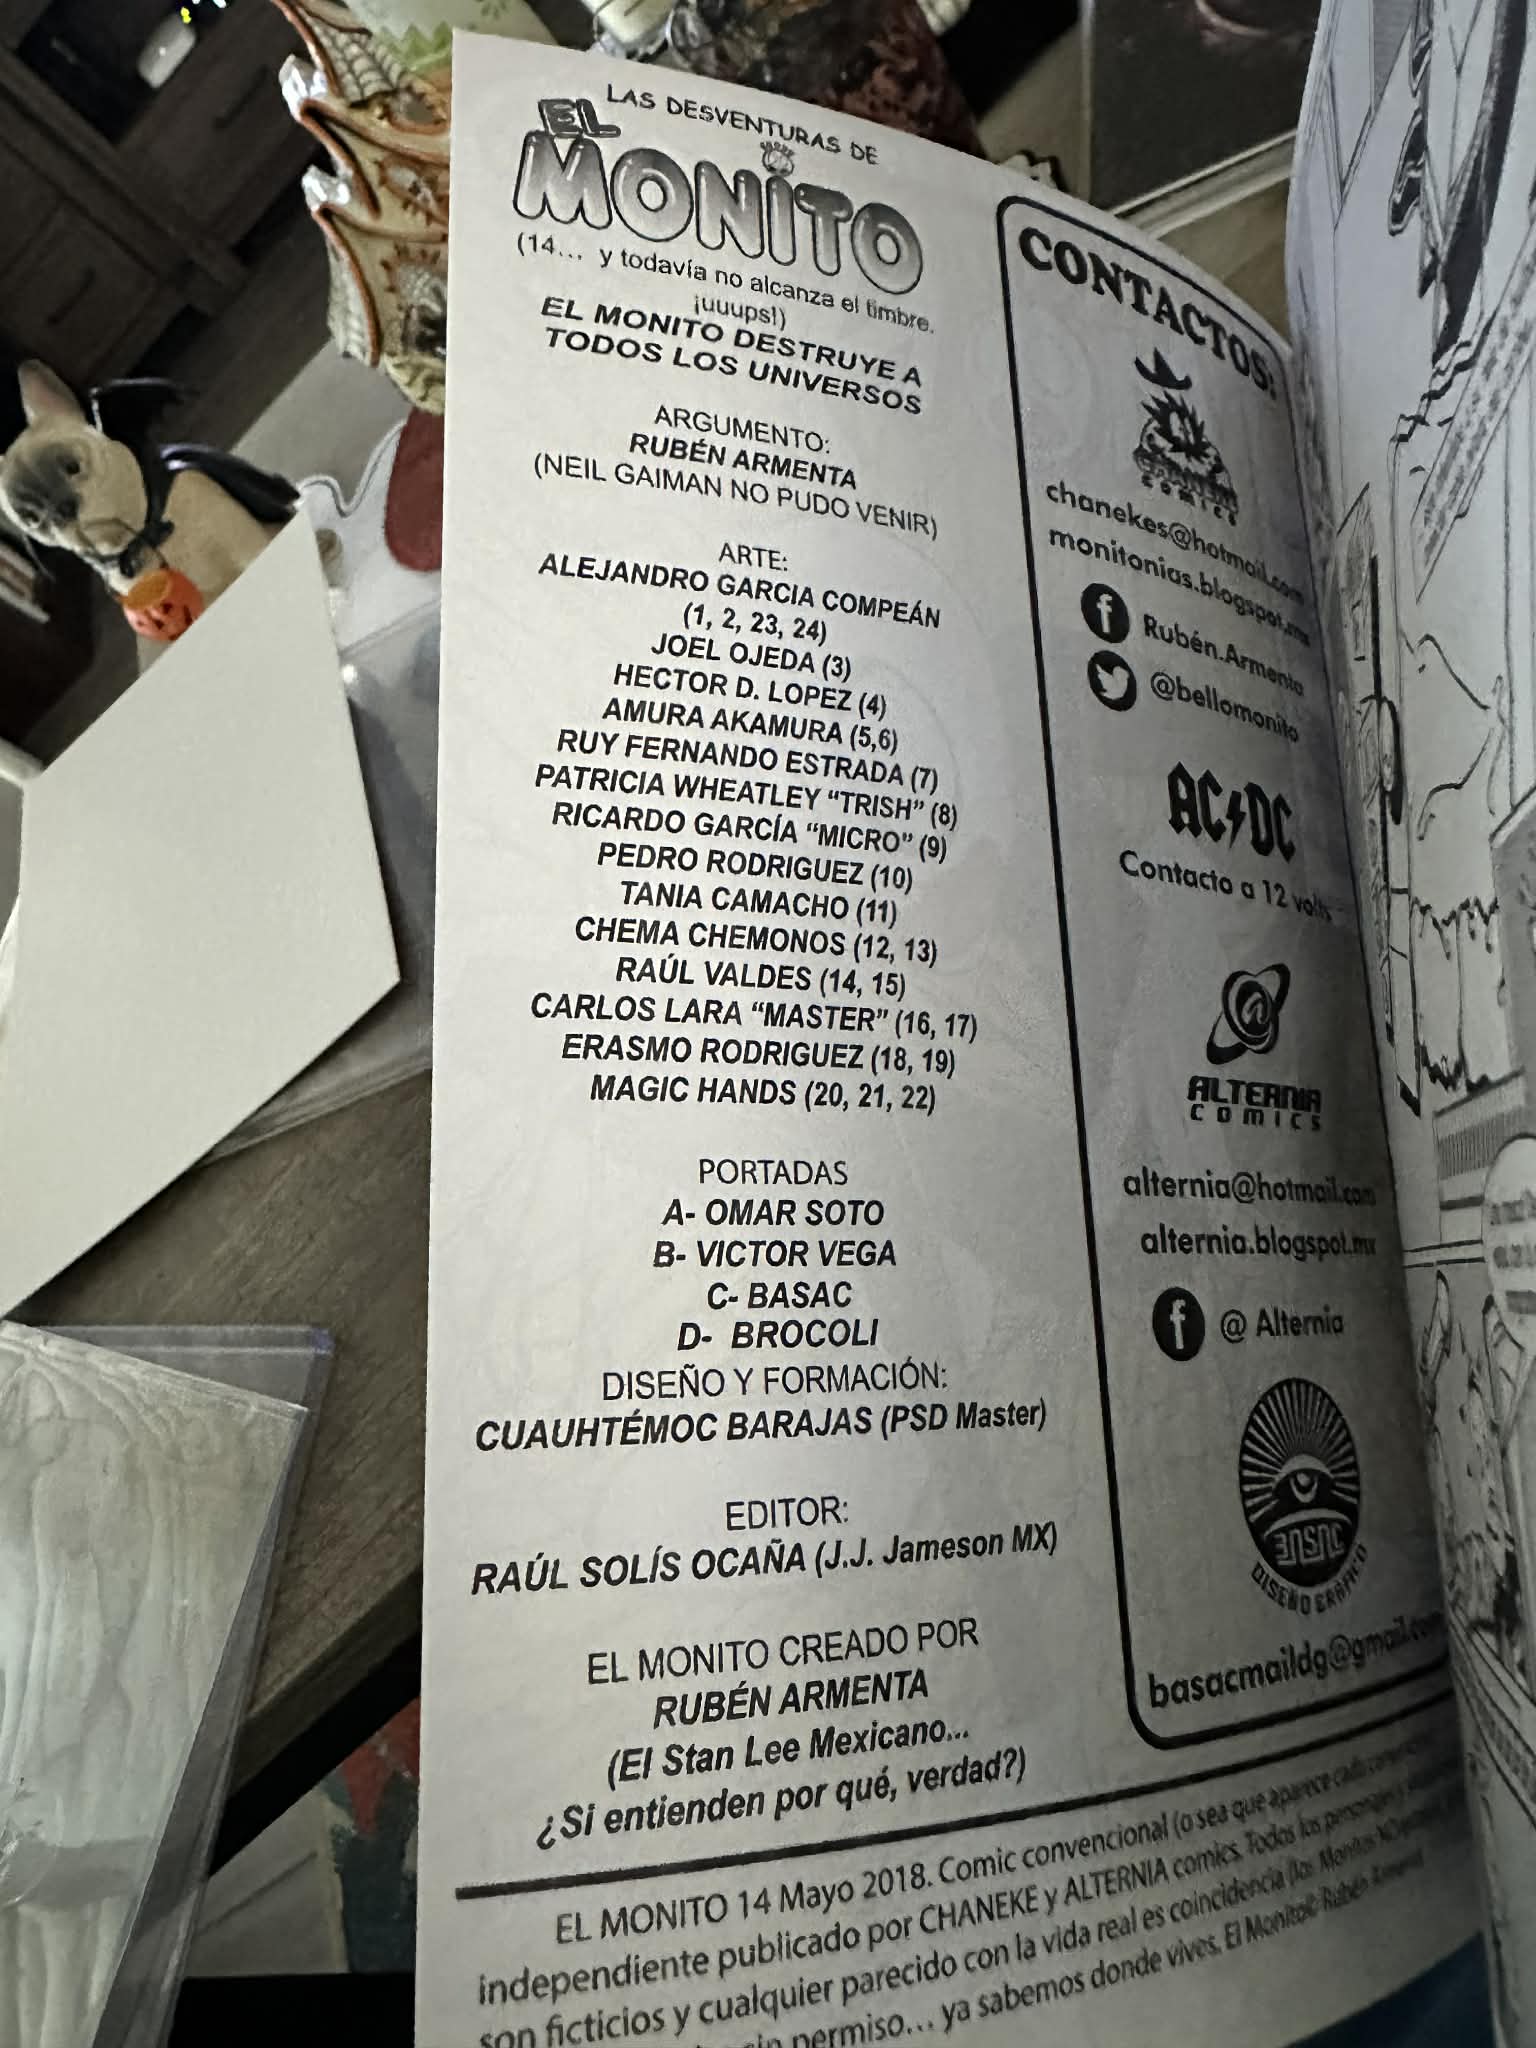 LAS DESVENTURAS DE
EL
MONITO
(14... y todavía no alcanza el timbre.
¡uuups!)
EL MONITO DESTRUYE A
TODOS LOS UNIVERSOS
ARGUMENTO:
RUBÉN ARMENTA
(NEIL GAIMAN NO PUDO VENIR)
ARTE:
ALEJANDRO GARCIA COMPEÁN
(1, 2, 23, 24)
JOEL OJEDA (3)
HECTOR D. LOPEZ (4)
AMURA AKAMURA (5,6)
RUY FERNANDO ESTRADA (7)
PATRICIA WHEATLEY “TRISH” (8)
RICARDO GARCÍA “MICRO” (9)
PEDRO RODRIGUEZ (10)
TANIA CAMACHO (11)
CHEMA CHEMONOS (12, 13)
RAÚL VALDES (14, 15)
CARLOS LARA “MASTER” (16, 17)
ERASMO RODRIGUEZ (18, 19)
MAGIC HANDS (20, 21, 22)
PORTADAS
A- OMAR SOTO
B- VICTOR VEGA
C- BASAC
D- BROCOLI
DISEÑO Y FORMACIÓN:
CUAUHTÉMOC BARAJAS (PSD Master)
EDITOR:
RAÚL SOLÍS OCAÑA (J.J. Jameson MX)
EL MONITO CREADO POR
RUBÉN ARMENTA
(El Stan Lee Mexicano...
¿Si entienden por qué, verdad?)
CONTACTOS:
comics
chanekes@hotmail.com
monitonias.blogspot.mx
f Rubén.Armenta
@bellomonito
AC⚡DC
Contacto a 12 volts
@
ALTERNIA
COMICS
alternia@hotmail.com
alternia.blogspot.mx
f @ Alternia
DISEÑO GRÁFICO
basacmaildg@gmail.com
EL MONITO 14 Mayo 2018. Comic convencional (o sea que aparece cada
independiente publicado por CHANEKE y ALTERNIA comics. Todos los personajes
son ficticios y cualquier parecido con la vida real es coincidencia (los Monitos
permiso... ya sabemos donde vives. El Monito® Rubén Armenta